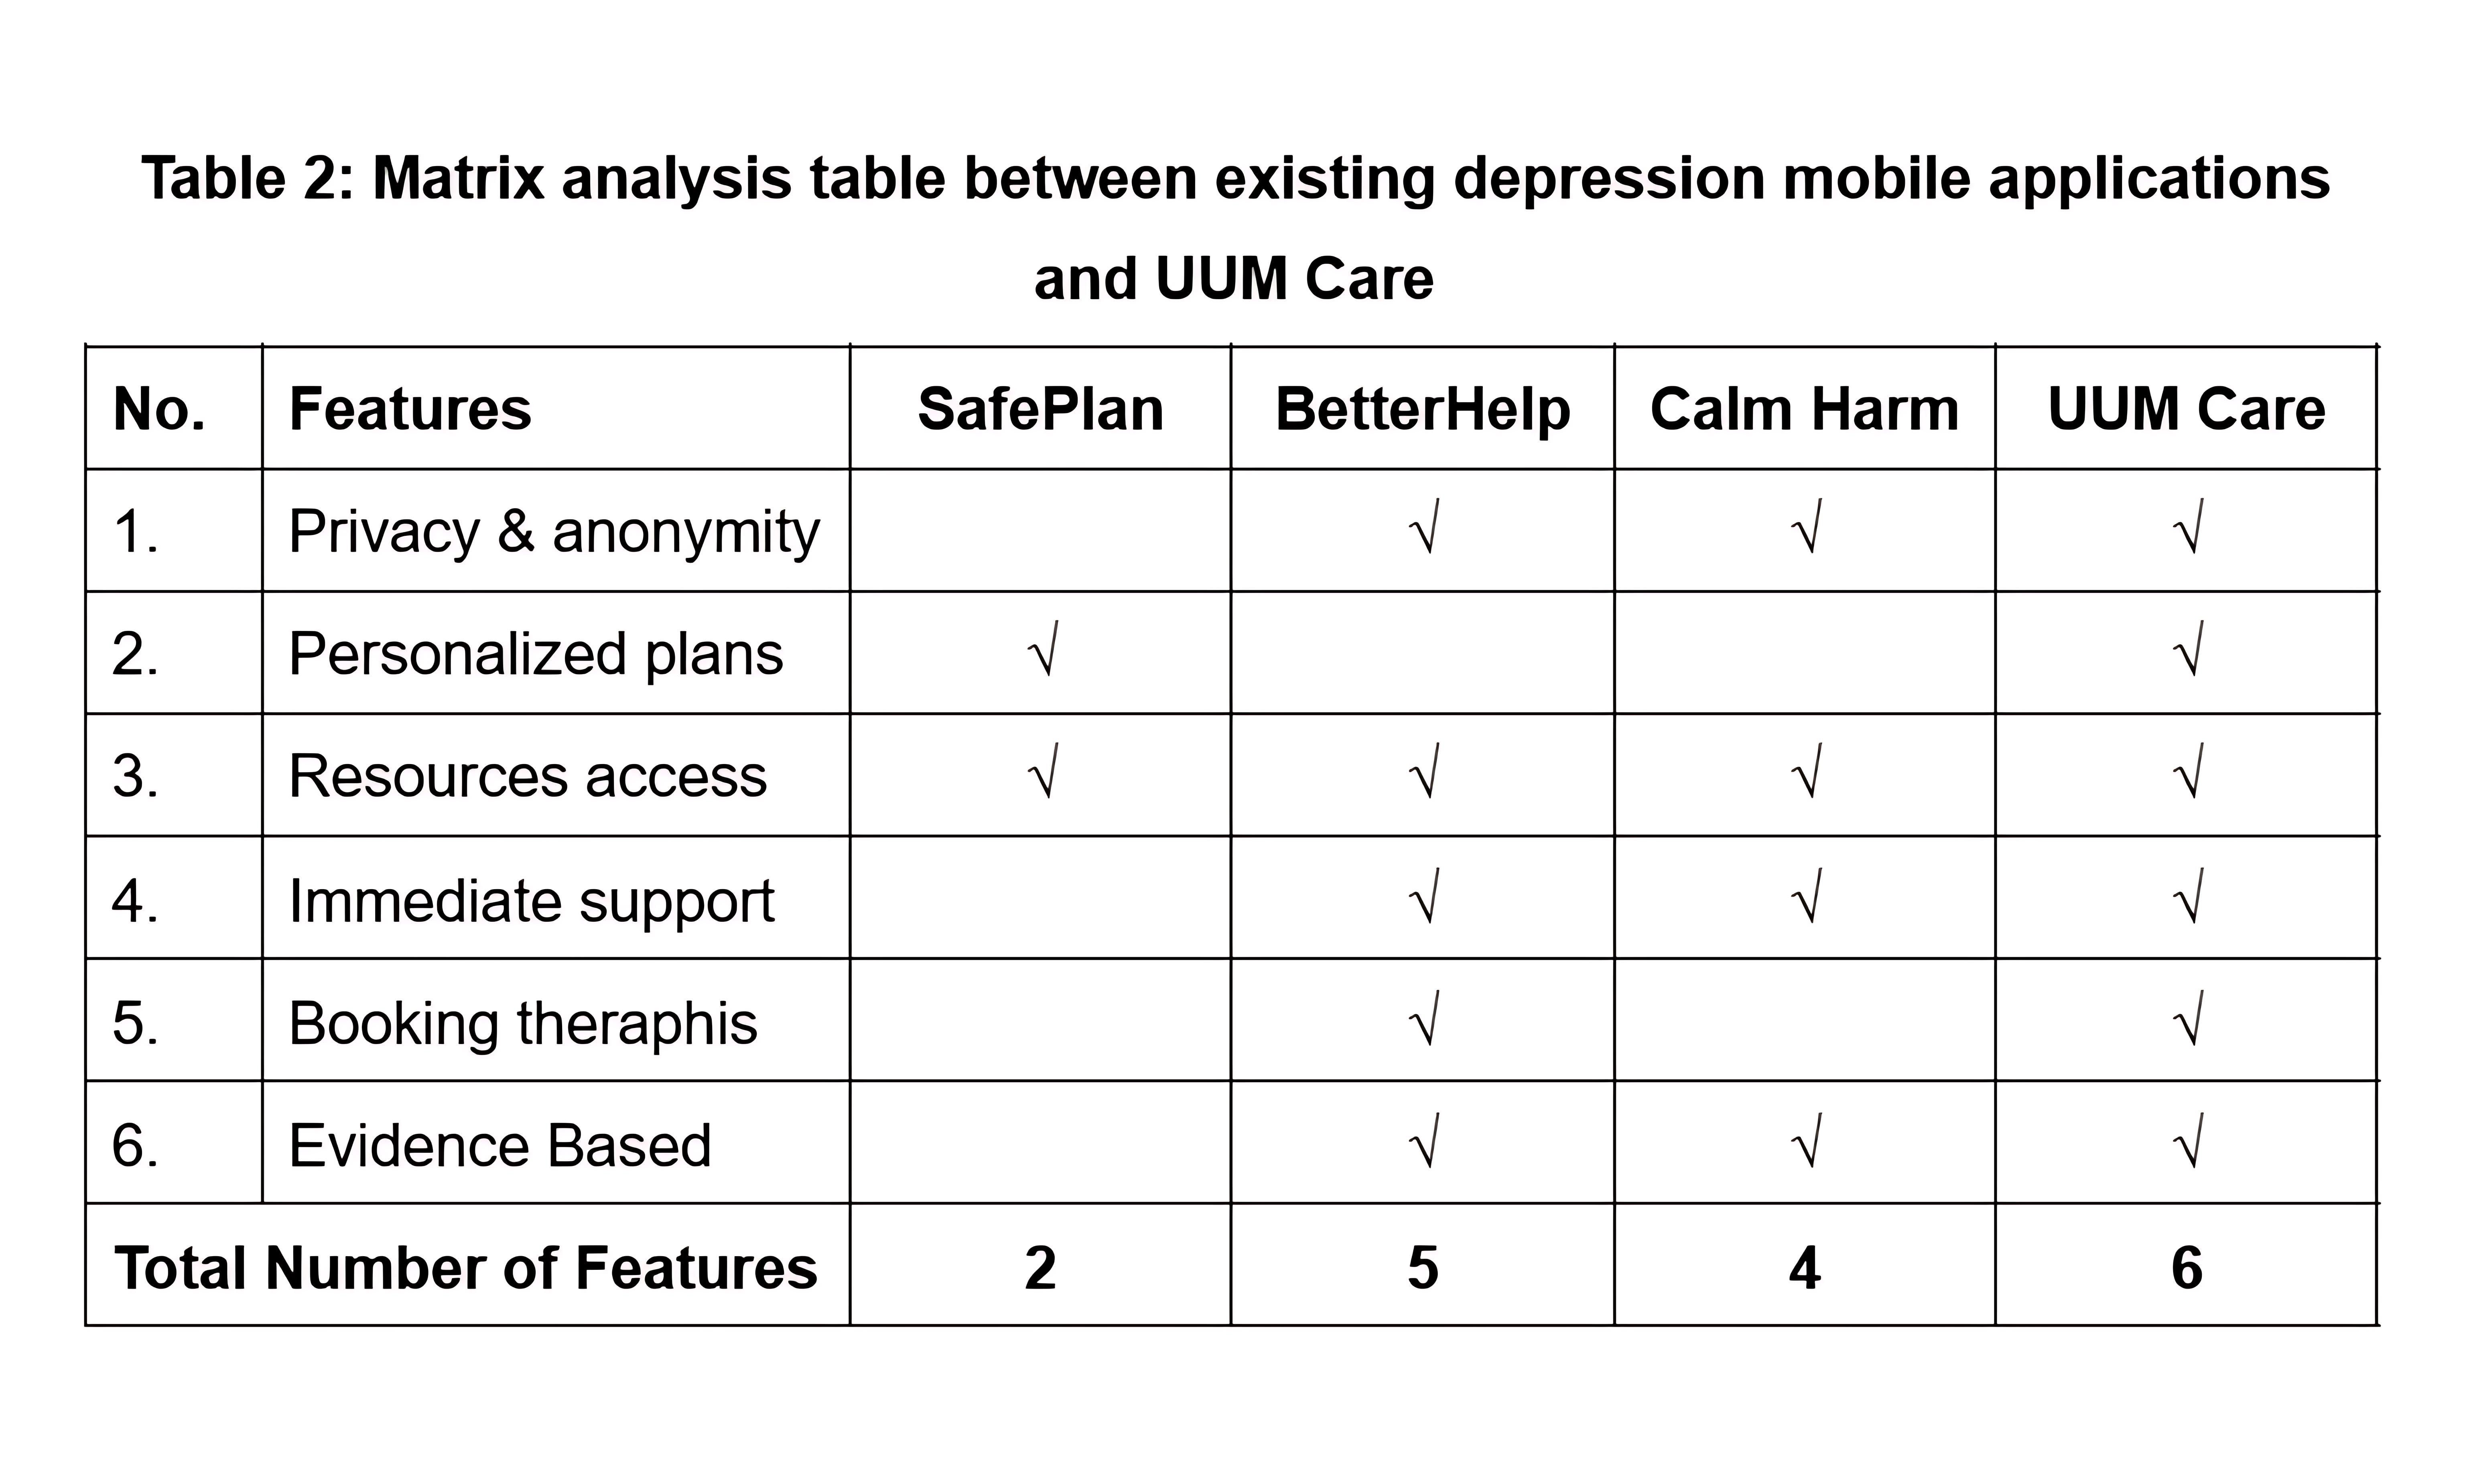 Table 2: Matrix analysis table between existing depression mobile applications
and UUM Care
No. Features SafePlan BetterHelp Calm Harm UUM Care
1. Privacy & anonymity √ √ √
2. Personalized plans √ √
3. Resources access √ √ √ √
4. Immediate support √ √ √
5. Booking theraphis √ √
6. Evidence Based √ √ √
Total Number of Features 2 5 4 6